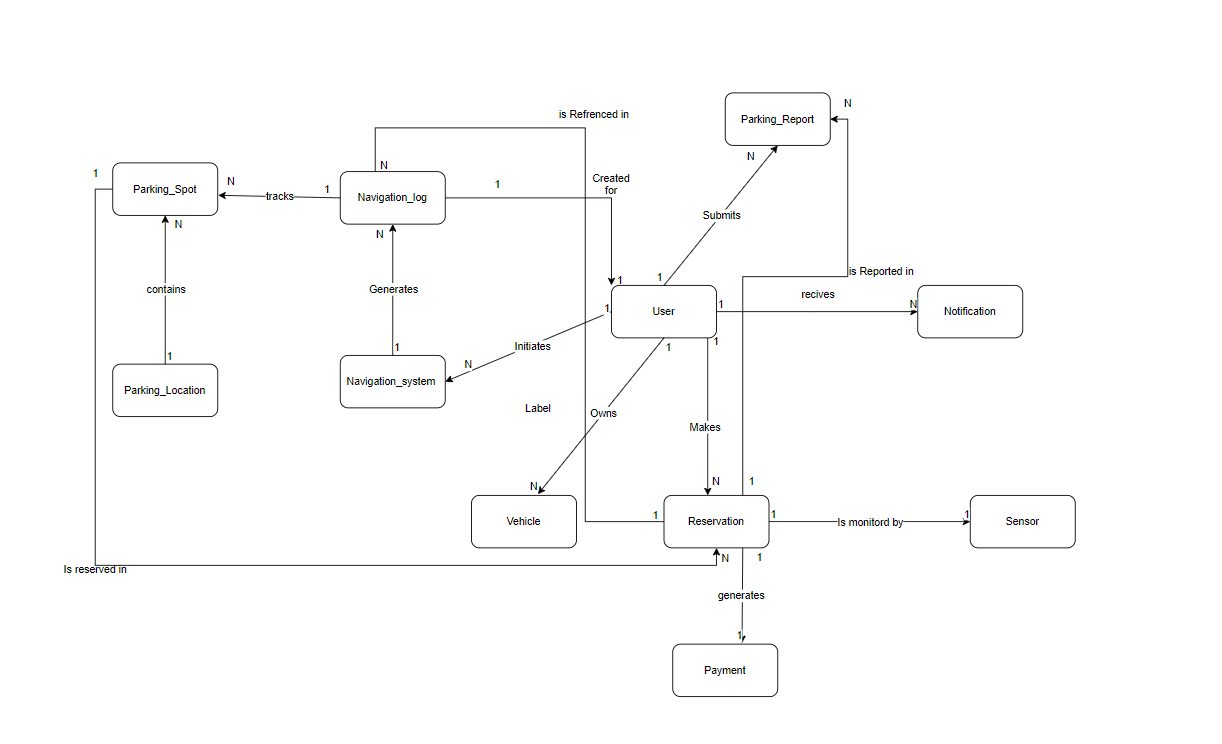 is Refrenced in
N
Parking_Report
N
N
1
Parking_Spot
N
tracks
1
N
Navigation_log
1
Created
for
Submits
N
N
contains
Generates
1
1
is Reported in
recives
1
User
1
N
Notification
1,
Initiates
N
1
1
1
1
Parking_Location
Navigation_system
Label
Owns
Makes
N
N
1
Vehicle
1
Reservation
1
Is monitord by
1
Sensor
Is reserved in
N
1
generates
1
Payment